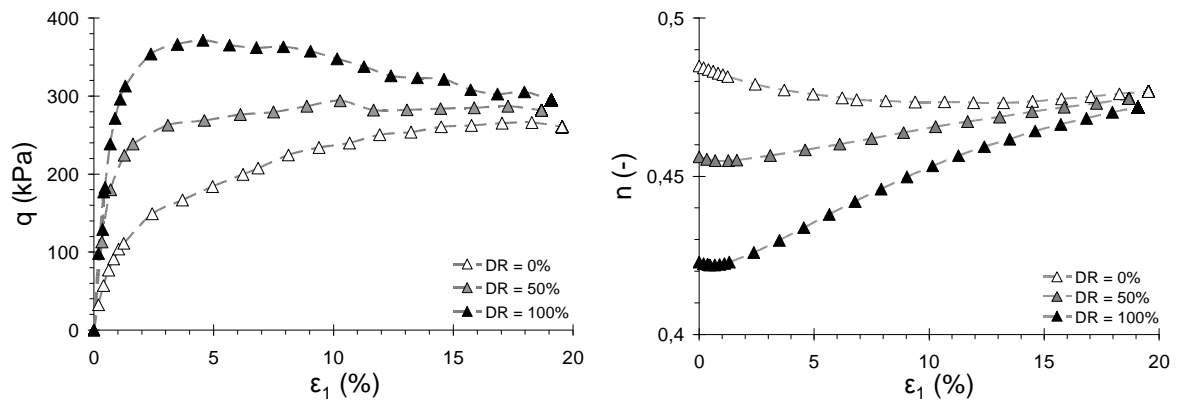 400
300
200
100
0
q (kPa)
0 5 10 15 20
ε1 (%)
DR = 0%
DR = 50%
DR = 100%
0,5
0,45
0,4
n (-)
0 5 10 15 20
ε1 (%)
DR = 0%
DR = 50%
DR = 100%